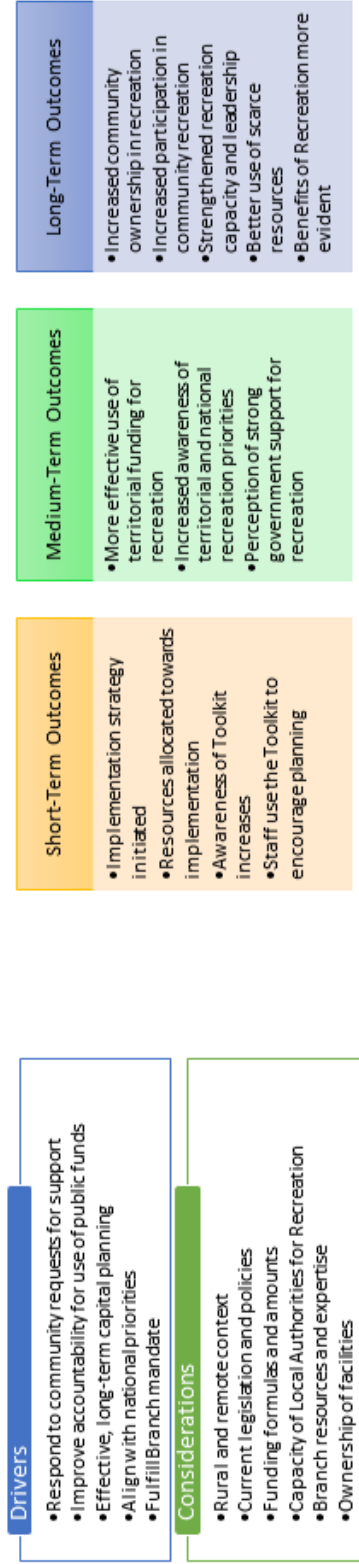 Drivers
•Respond to community requests for support
•Improve accountability for use of public funds
•Effective, long-term capital planning
•Align with national priorities
•Fulfill Branch mandate
Considerations
•Rural and remote context
•Current legislation and policies
•Funding formulas and amounts
•Capacity of Local Authorities for Recreation
•Branch resources and expertise
•Ownership of facilities
Short-Term Outcomes
•Implementation strategy
initiated
•Resources allocated towards
implementation
•Awareness of Toolkit
increases
•Staff use the Toolkit to
encourage planning
Medium-Term Outcomes
•More effective use of
territorial funding for
recreation
•Increased awareness of
territorial and national
recreation priorities
•Perception of strong
government support for
recreation
Long-Term Outcomes
•Increased community
ownership in recreation
•Increased participation in
community recreation
•Strengthened recreation
capacity and leadership
•Better use of scarce
resources
•Benefits of Recreation more
evident